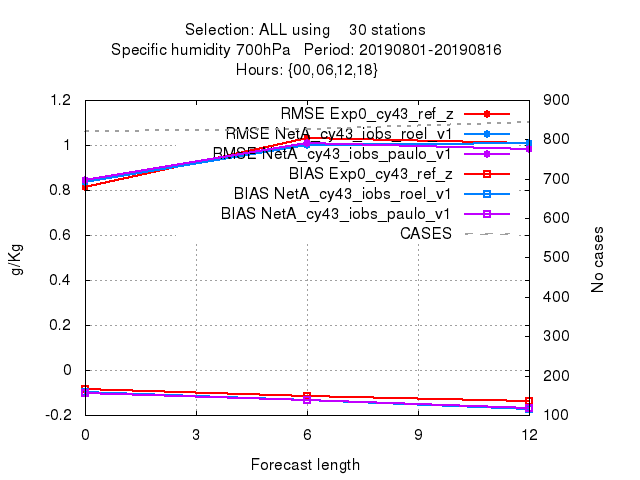 Selection: ALL using    30 stations
Specific humidity 700hPa   Period: 20190801-20190816
Hours: {00,06,12,18}
RMSE Exp0_cy43_ref_z
RMSE NetA_cy43_iobs_roel_v1
RMSE NetA_cy43_iobs_paulo_v1
BIAS Exp0_cy43_ref_z
BIAS NetA_cy43_iobs_roel_v1
BIAS NetA_cy43_iobs_paulo_v1
CASES
1.2
1
0.8
0.6
0.4
0.2
0
-0.2
g/Kg
900
800
700
600
500
400
300
200
100
No cases
0 3 6 9 12
Forecast length